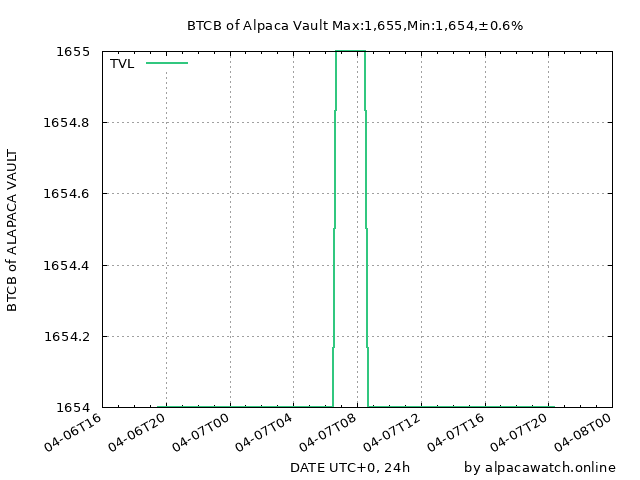 BTCB of Alpaca Vault Max:1,655,Min:1,654,±0.6%
TVL
1655
1654.8
1654.6
1654.4
1654.2
1654
BTCB of ALAPACA VAULT
04-06T16
04-06T20
04-07T00
04-07T04
04-07T08
04-07T12
04-07T16
04-07T20
04-08T00
DATE UTC+0, 24h
by alpacawatch.online